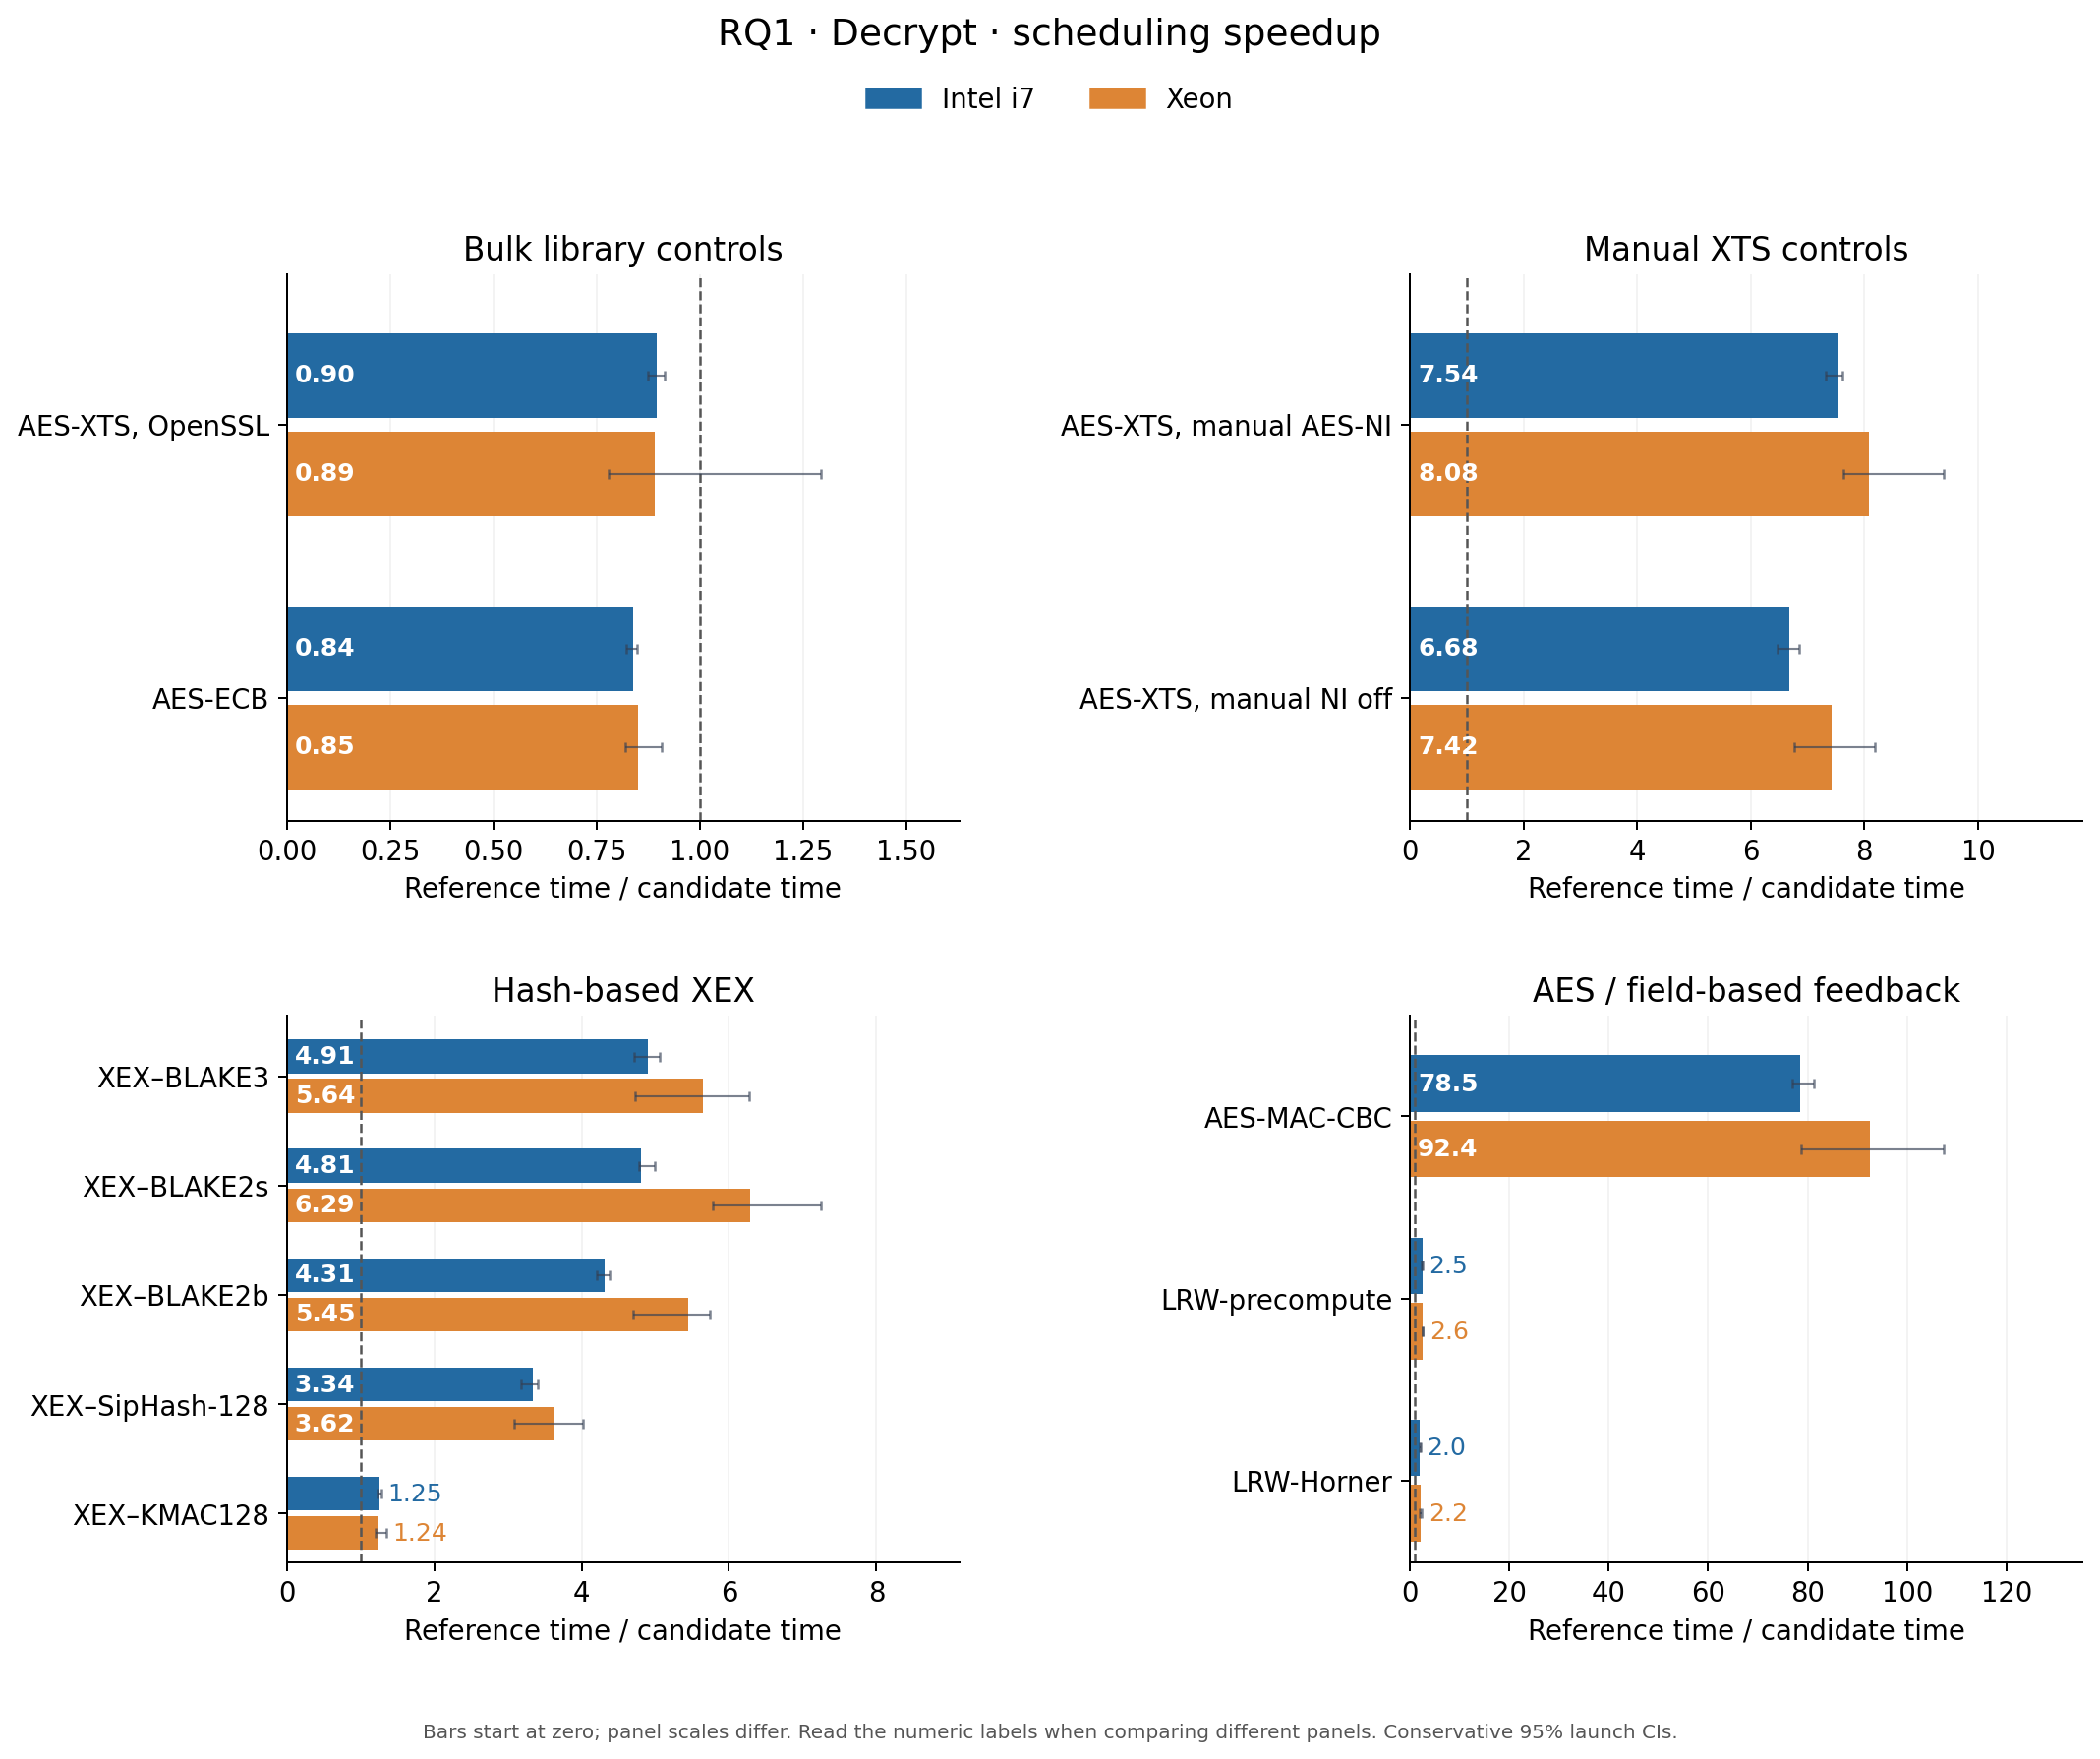 RQ1 · Decrypt · scheduling speedup
Intel i7
Xeon
Bulk library controls
AES-XTS, OpenSSL
0.90
0.89
AES-ECB
0.84
0.85
0.00 0.25 0.50 0.75 1.00 1.25 1.50
Reference time / candidate time
Manual XTS controls
AES-XTS, manual AES-NI
7.54
8.08
AES-XTS, manual NI off
6.68
7.42
0 2 4 6 8 10
Reference time / candidate time
Hash-based XEX
XEX–BLAKE3
4.91
5.64
XEX–BLAKE2s
4.81
6.29
XEX–BLAKE2b
4.31
5.45
XEX–SipHash-128
3.34
3.62
XEX–KMAC128
1.25
1.24
0 2 4 6 8
Reference time / candidate time
AES / field-based feedback
AES-MAC-CBC
78.5
92.4
LRW-precompute
2.5
2.6
LRW-Horner
2.0
2.2
0 20 40 60 80 100 120
Reference time / candidate time
Bars start at zero; panel scales differ. Read the numeric labels when comparing different panels. Conservative 95% launch CIs.